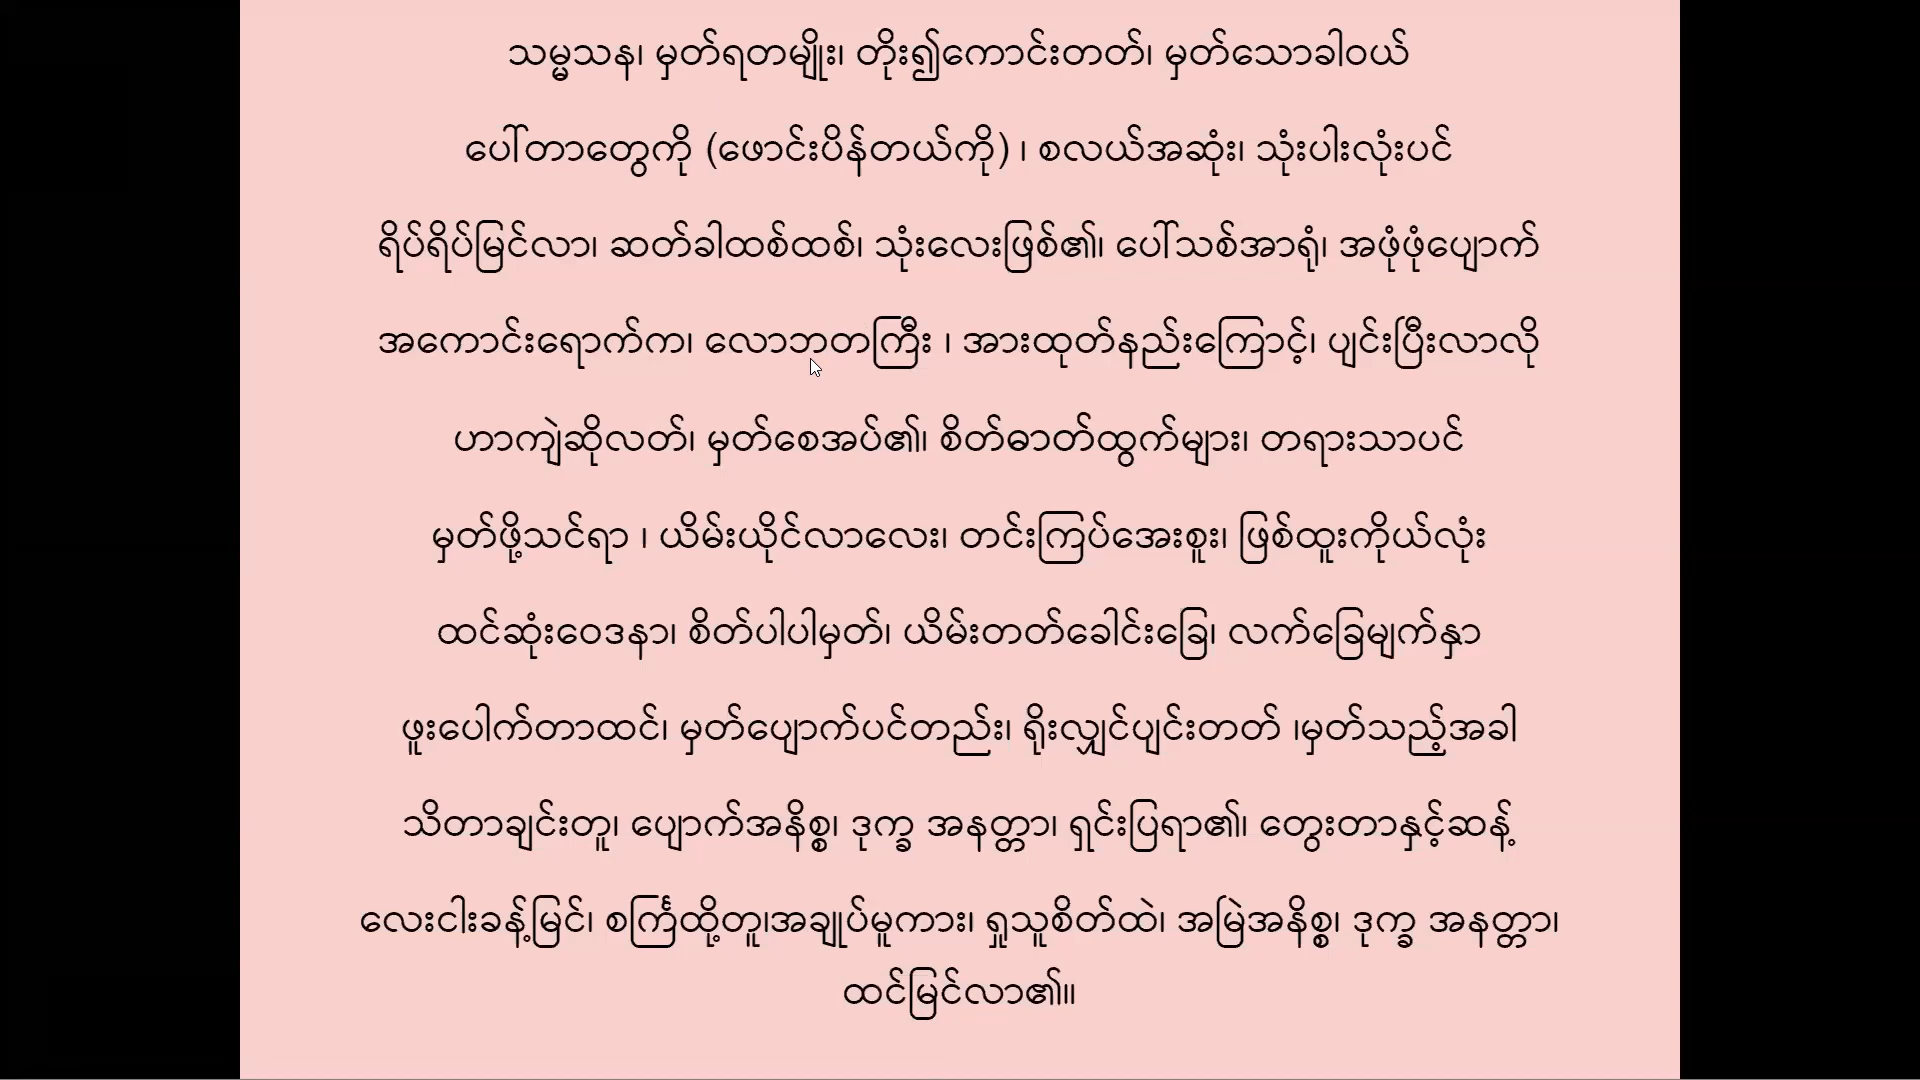 သမ္မသန၊ မှတ်ရတမျိုး၊ တိုး၍ကောင်းတတ်၊ မှတ်သောခါဝယ်
ပေါ်တာတွေကို (ဖောင်းပိန်တယ်ကို) ၊ စလယ်အဆုံး၊ သုံးပါးလုံးပင်
ရိပ်ရိပ်မြင်လာ၊ ဆတ်ခါထစ်ထစ်၊ သုံးလေးဖြစ်၏၊ ပေါ်သစ်အာရုံ၊ အဖုံဖုံပျောက်
အကောင်းရောက်က၊ လောဘတကြီး ၊ အားထုတ်နည်းကြောင့်၊ ပျင်းပြီးလာလို
ဟာကျဲဆိုလတ်၊ မှတ်စေအပ်၏၊ စိတ်ဓာတ်ထွက်များ၊ တရားသာပင်
မှတ်ဖို့သင်ရာ ၊ ယိမ်းယိုင်လာလေး၊ တင်းကြပ်အေးစူး၊ ဖြစ်ထူးကိုယ်လုံး
ထင်ဆုံးဝေဒနာ၊ စိတ်ပါပါမှတ်၊ ယိမ်းတတ်ခေါင်းခြေ၊ လက်ခြေမျက်နှာ
ဖူးပေါက်တာထင်၊ မှတ်ပျောက်ပင်တည်း၊ ရိုးလျှင်ပျင်းတတ် ၊မှတ်သည့်အခါ
သိတာချင်းတူ၊ ပျောက်အနိစ္စ၊ ဒုက္ခ အနတ္တာ၊ ရှင်းပြရာ၏၊ တွေးတာနှင့်ဆန့်
လေးငါးခန့်မြင်၊ စင်္ကြံထို့တူ၊အချုပ်မူကား၊ ရှုသူစိတ်ထဲ၊ အမြဲအနိစ္စ၊ ဒုက္ခ အနတ္တာ၊
ထင်မြင်လာ၏။